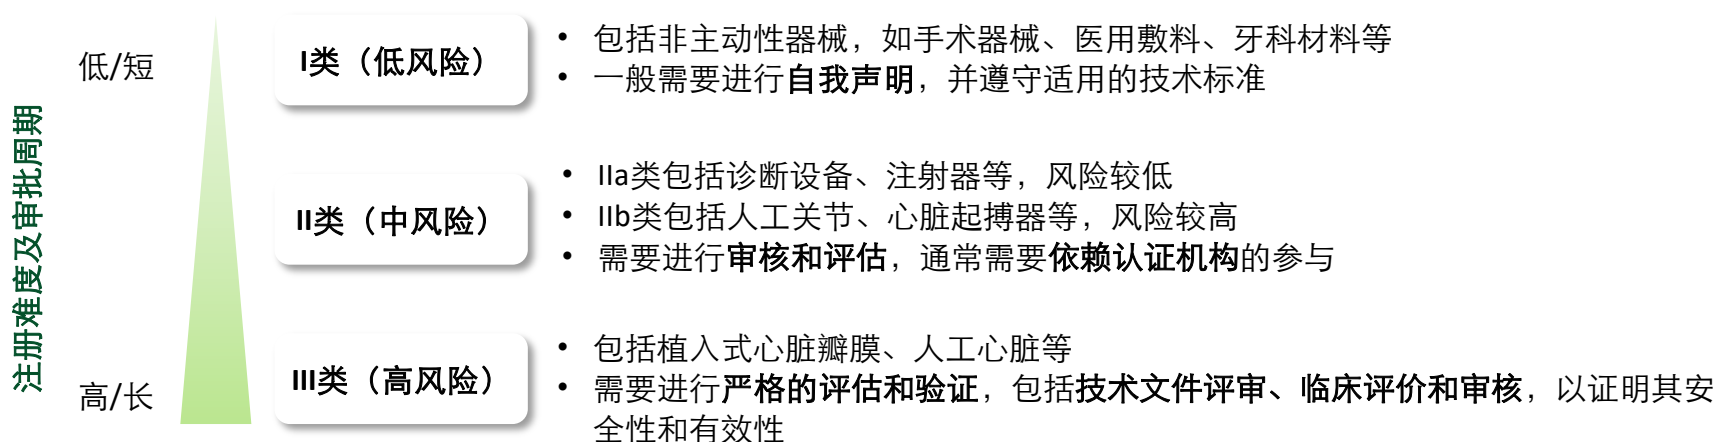 注册难度及审批周期
低/短
I类（低风险）
• 包括非主动性器械，如手术器械、医用敷料、牙科材料等
• 一般需要进行自我声明，并遵守适用的技术标准
II类（中风险）
• IIa类包括诊断设备、注射器等，风险较低
• IIb类包括人工关节、心脏起搏器等，风险较高
• 需要进行审核和评估，通常需要依赖认证机构的参与
高/长
III类（高风险）
• 包括植入式心脏瓣膜、人工心脏等
• 需要进行严格的评估和验证，包括技术文件评审、临床评价和审核，以证明其安
全性和有效性